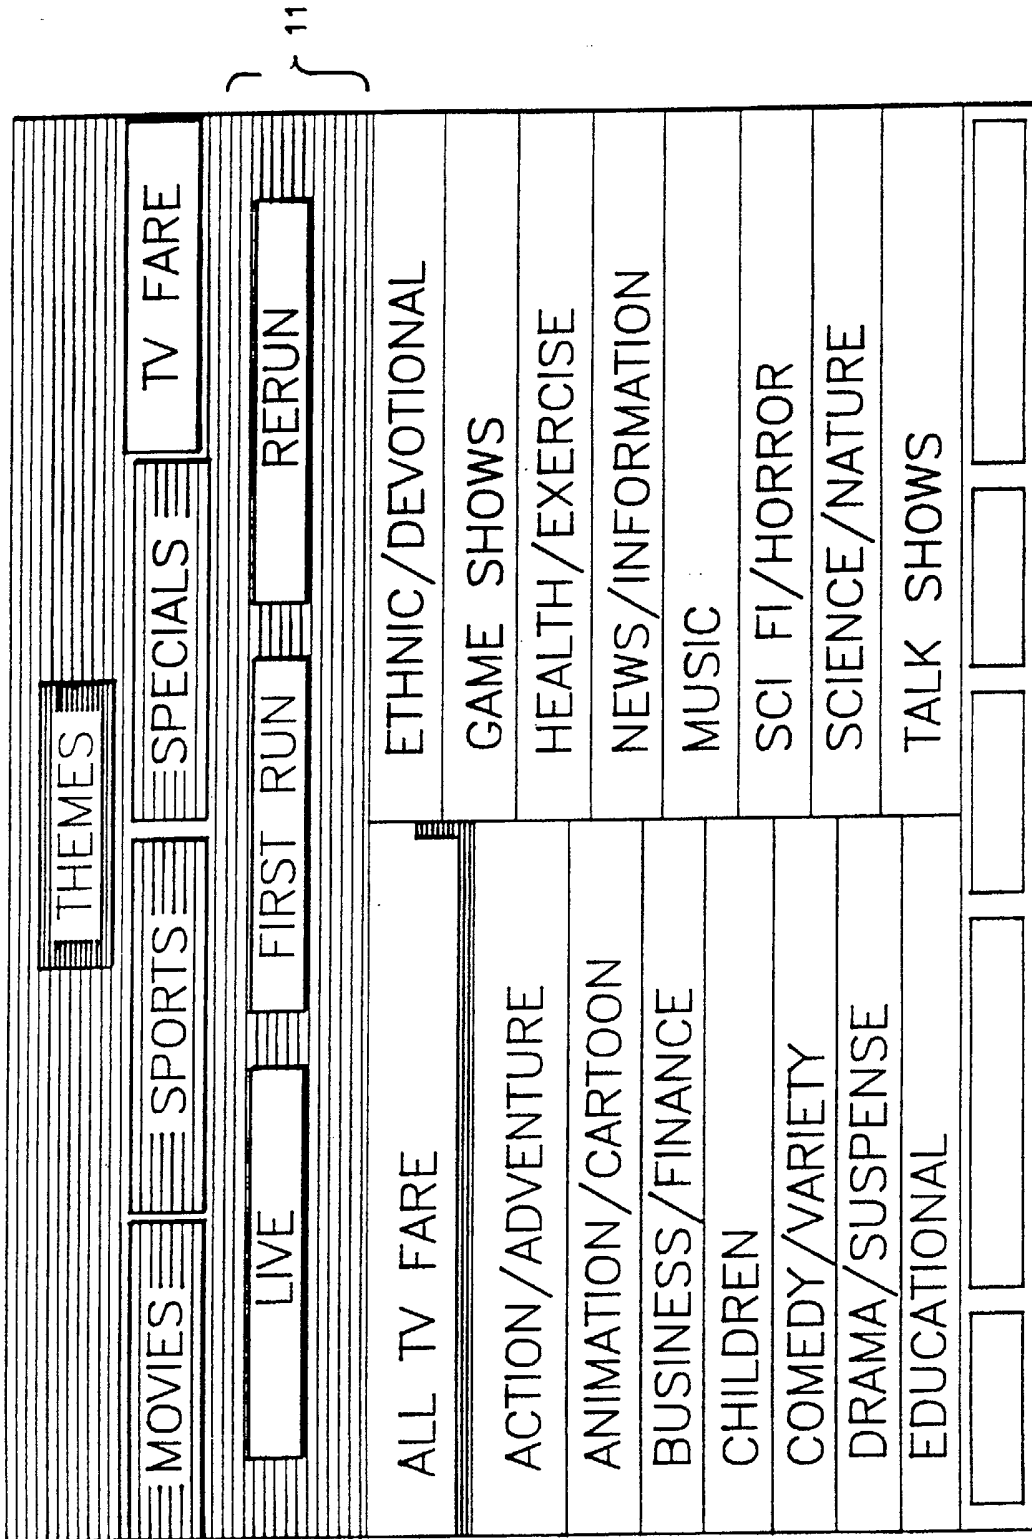 THEMES
MOVIES SPORTS SPECIALS TV FARE
LIVE FIRST RUN RERUN
11
ALL TV FARE
ACTION/ADVENTURE
ANIMATION/CARTOON
BUSINESS/FINANCE
CHILDREN
COMEDY/VARIETY
DRAMA/SUSPENSE
EDUCATIONAL
ETHNIC/DEVOTIONAL
GAME SHOWS
HEALTH/EXERCISE
NEWS/INFORMATION
MUSIC
SCI FI/HORROR
SCIENCE/NATURE
TALK SHOWS